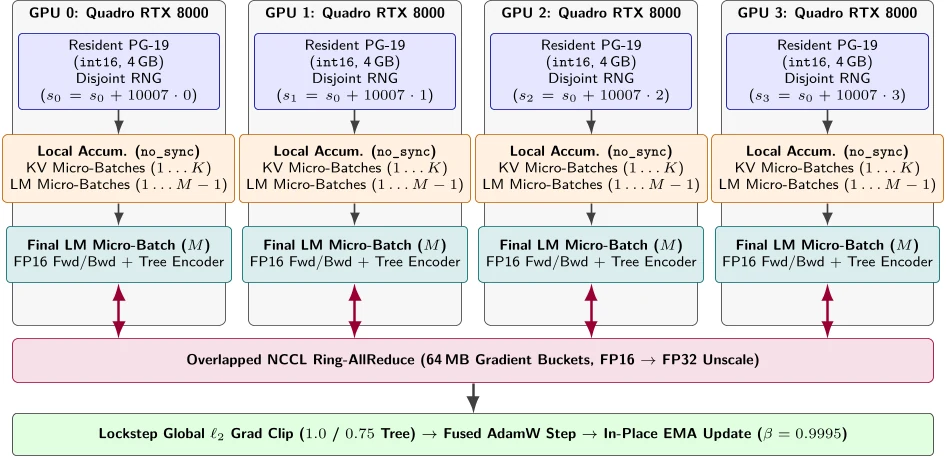 GPU 0: Quadro RTX 8000
Resident PG-19
(int16, 4 GB)
Disjoint RNG
(s₀ = s₀ + 10007 · 0)
Local Accum. (no_sync)
KV Micro-Batches (1 … K)
LM Micro-Batches (1 … M − 1)
Final LM Micro-Batch (M)
FP16 Fwd/Bwd + Tree Encoder
GPU 1: Quadro RTX 8000
Resident PG-19
(int16, 4 GB)
Disjoint RNG
(s₁ = s₀ + 10007 · 1)
Local Accum. (no_sync)
KV Micro-Batches (1 … K)
LM Micro-Batches (1 … M − 1)
Final LM Micro-Batch (M)
FP16 Fwd/Bwd + Tree Encoder
GPU 2: Quadro RTX 8000
Resident PG-19
(int16, 4 GB)
Disjoint RNG
(s₂ = s₀ + 10007 · 2)
Local Accum. (no_sync)
KV Micro-Batches (1 … K)
LM Micro-Batches (1 … M − 1)
Final LM Micro-Batch (M)
FP16 Fwd/Bwd + Tree Encoder
GPU 3: Quadro RTX 8000
Resident PG-19
(int16, 4 GB)
Disjoint RNG
(s₃ = s₀ + 10007 · 3)
Local Accum. (no_sync)
KV Micro-Batches (1 … K)
LM Micro-Batches (1 … M − 1)
Final LM Micro-Batch (M)
FP16 Fwd/Bwd + Tree Encoder
Overlapped NCCL Ring-AllReduce (64 MB Gradient Buckets, FP16 → FP32 Unscale)
Lockstep Global ℓ₂ Grad Clip (1.0 / 0.75 Tree) → Fused AdamW Step → In-Place EMA Update (β = 0.9995)